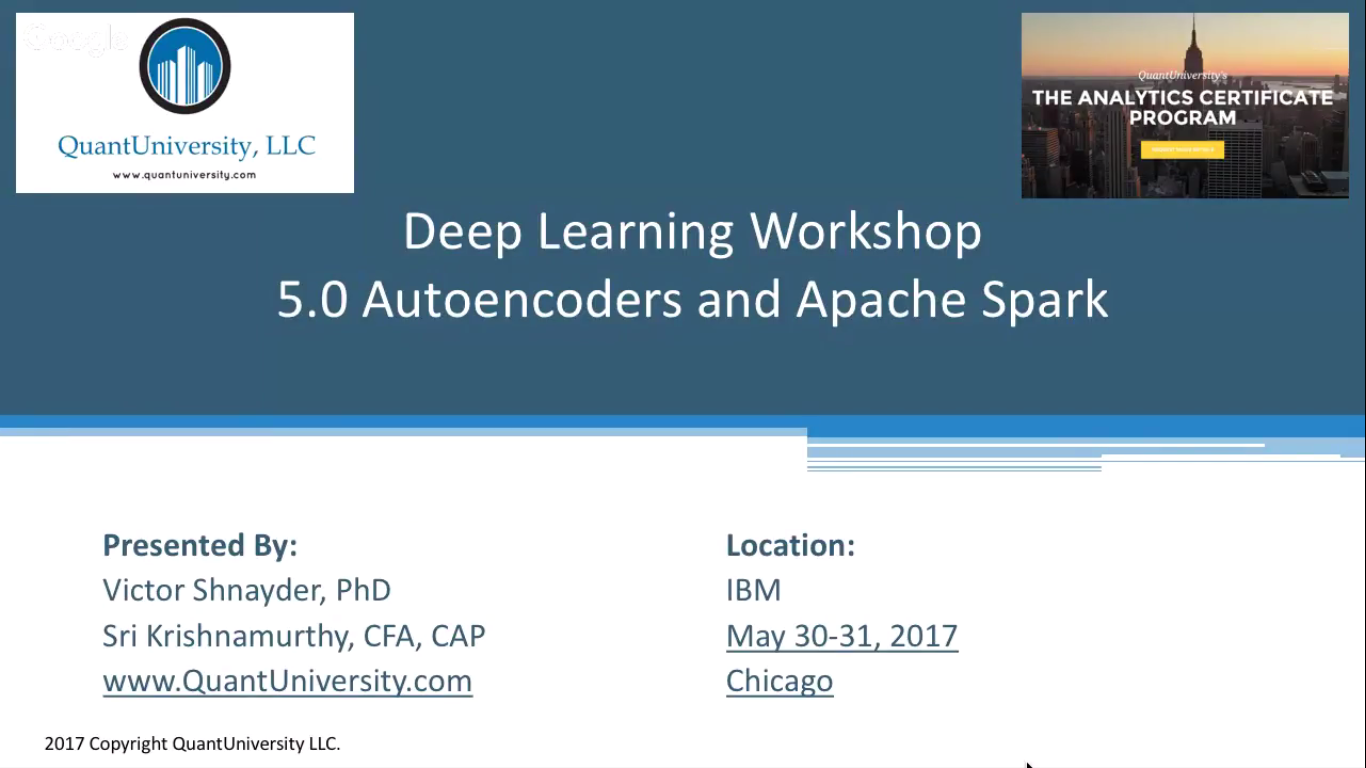 Google
QuantUniversity, LLC
www.quantuniversity.com
QuantUniversity's
THE ANALYTICS CERTIFICATE
PROGRAM
Deep Learning Workshop
5.0 Autoencoders and Apache Spark
Presented By:
Victor Shnayder, PhD
Sri Krishnamurthy, CFA, CAP
www.QuantUniversity.com
Location:
IBM
May 30-31, 2017
Chicago
2017 Copyright QuantUniversity LLC.